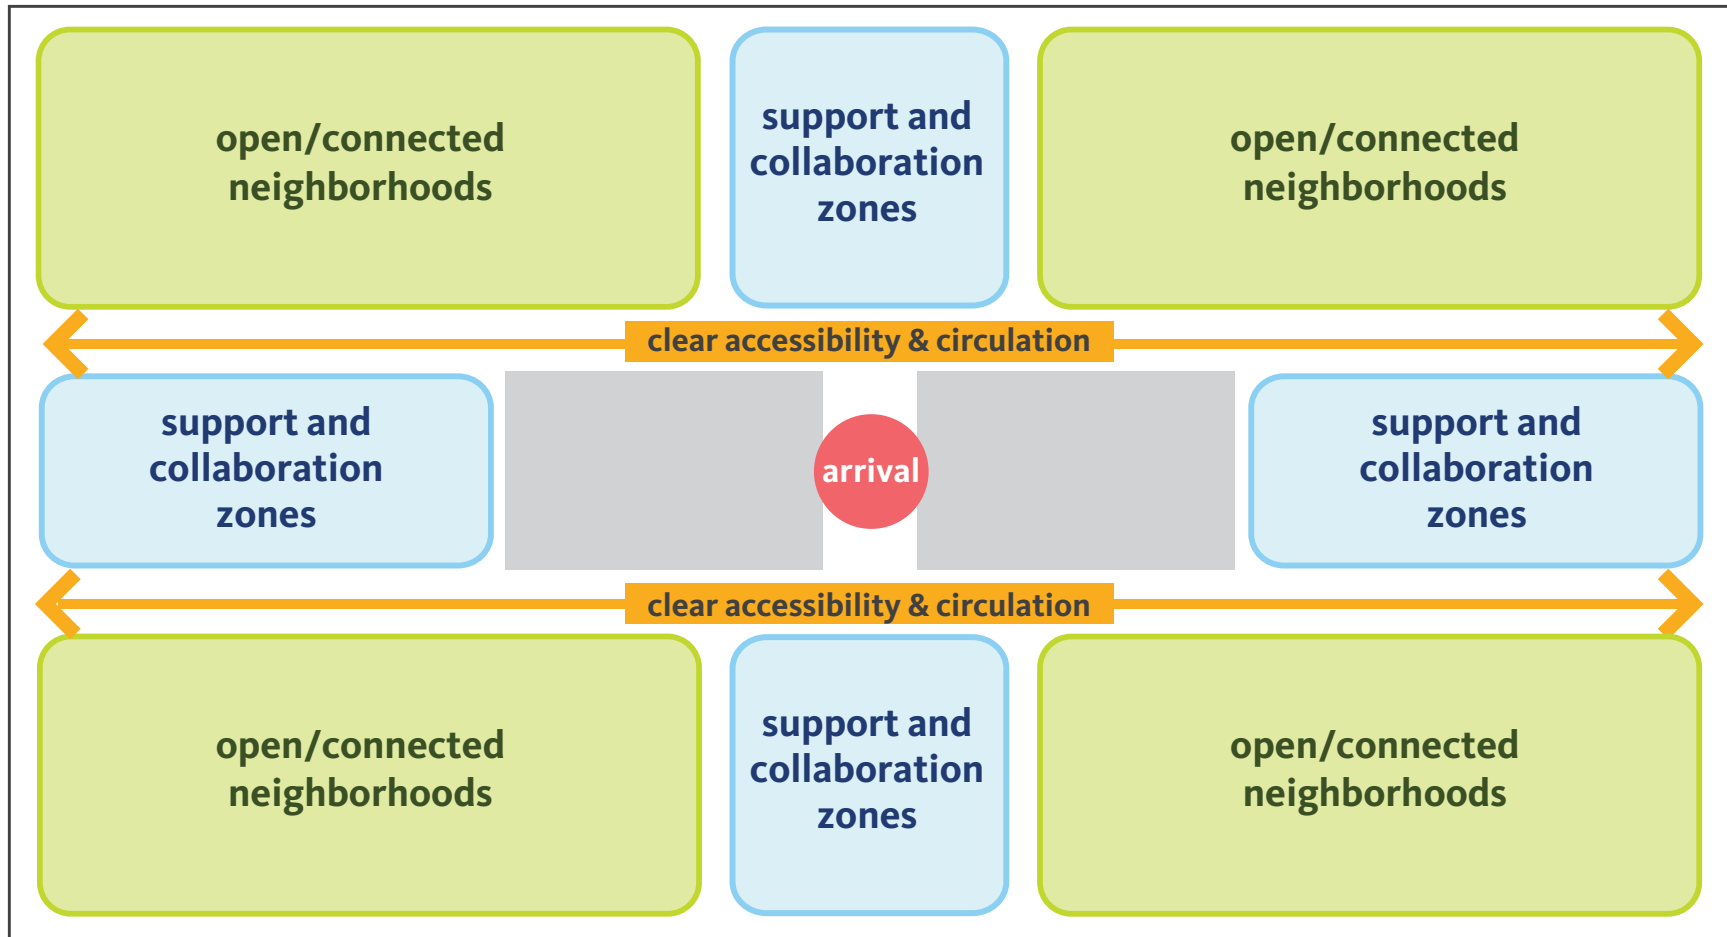 open/connected
neighborhoods
support and
collaboration
zones
open/connected
neighborhoods
clear accessibility & circulation
support and
collaboration
zones
arrival
support and
collaboration
zones
clear accessibility & circulation
open/connected
neighborhoods
support and
collaboration
zones
open/connected
neighborhoods